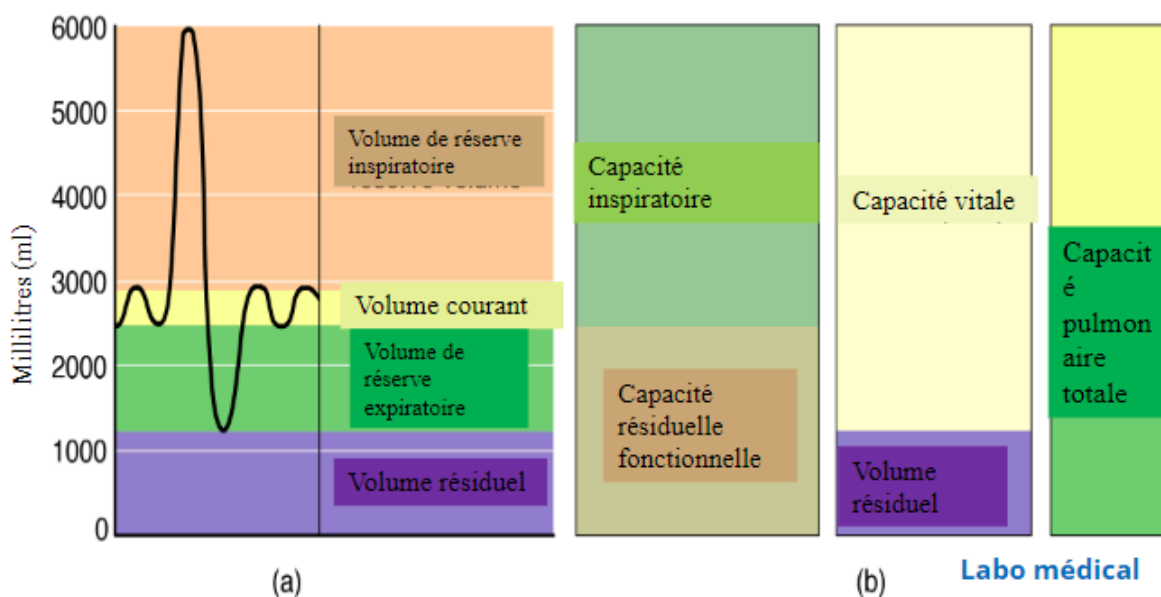 6000
5000
4000
3000
2000
1000
0
Millilitres (ml)
Volume de réserve
inspiratoire
Volume courant
Volume de
réserve
expiratoire
Volume résiduel
(a)
Capacité
inspiratoire
Capacité
résiduelle
fonctionnelle
Capacité vitale
Volume
résiduel
Capacit
é
pulmon
aire
totale
(b)
Labo médical